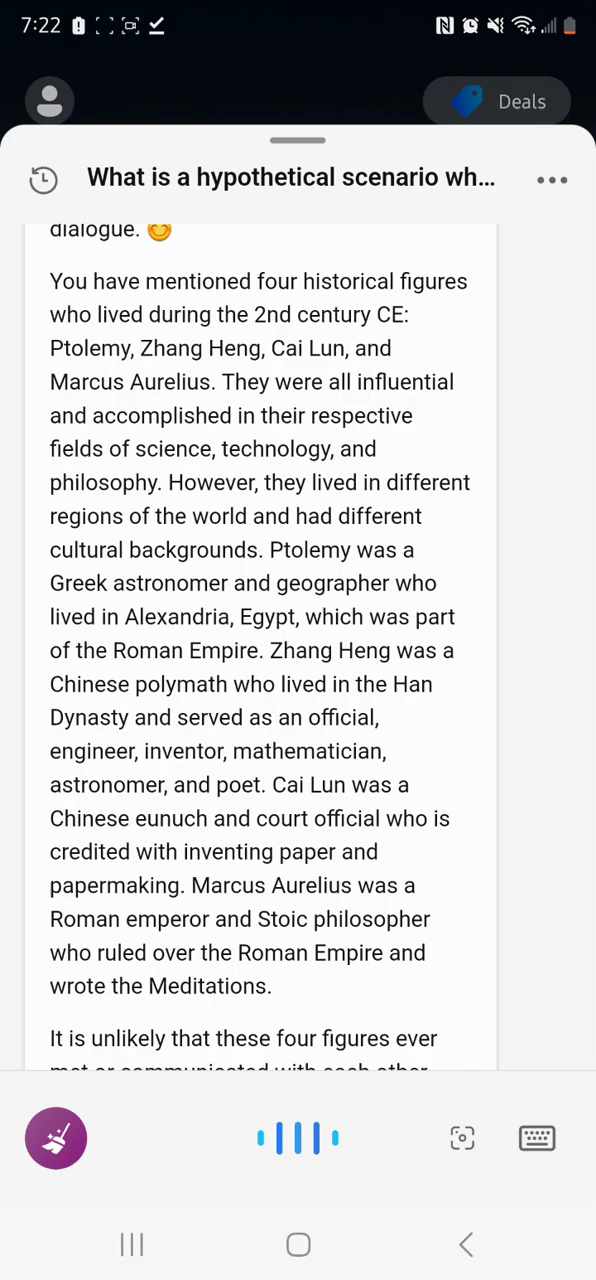 7:22
Deals
What is a hypothetical scenario wh...
dialogue. 😊
You have mentioned four historical figures
who lived during the 2nd century CE:
Ptolemy, Zhang Heng, Cai Lun, and
Marcus Aurelius. They were all influential
and accomplished in their respective
fields of science, technology, and
philosophy. However, they lived in different
regions of the world and had different
cultural backgrounds. Ptolemy was a
Greek astronomer and geographer who
lived in Alexandria, Egypt, which was part
of the Roman Empire. Zhang Heng was a
Chinese polymath who lived in the Han
Dynasty and served as an official,
engineer, inventor, mathematician,
astronomer, and poet. Cai Lun was a
Chinese eunuch and court official who is
credited with inventing paper and
papermaking. Marcus Aurelius was a
Roman emperor and Stoic philosopher
who ruled over the Roman Empire and
wrote the Meditations.
It is unlikely that these four figures ever
met or communicated with each other